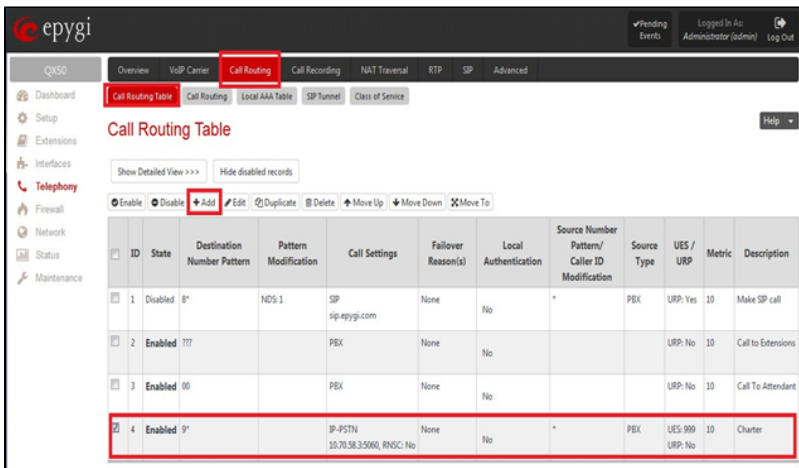 epygi
✔Pending Events
Logged In As: Administrator (admin)
Log Out
QX50
Overview VoIP Carrier Call Routing Call Recording NAT Traversal RTP SIP Advanced
Dashboard
Setup
Extensions
Interfaces
Telephony
Firewall
Network
Status
Maintenance
Call Routing Table Call Routing Local AAA Table SIP Tunnel Class of Service
Call Routing Table
Help
Show Detailed View >>> Hide disabled records
Enable Disable Add Edit Duplicate Delete Move Up Move Down Move To
ID State Destination Number Pattern Pattern Modification Call Settings Failover Reason(s) Local Authentication Source Number Pattern/ Caller ID Modification Source Type UES / URP Metric Description
1 Disabled 8* NDS:1 SIP sip.epygi.com None No * PBX URP: Yes 10 Make SIP call
2 Enabled ??? PBX None No URP: No 10 Call to Extensions
3 Enabled 00 PBX None No URP: No 10 Call To Attendant
4 Enabled 9* IP-PSTN 10.70.58.3:5060, RNSC: No None No * PBX UES: 999 URP: No 10 Charter